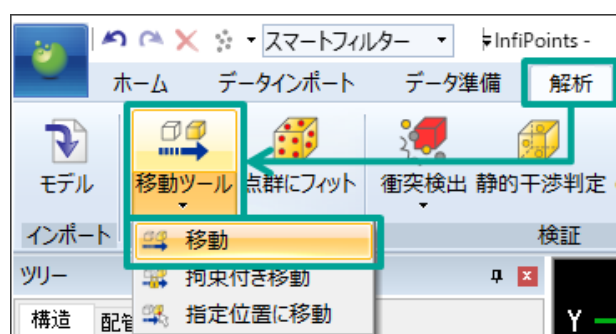 スマートフィルター InfiPoints -
ホーム データインポート データ準備 解析
モデル 移動ツール 点群にフィット 衝突検出 静的干渉判定
インポート 検証
移動
ツリー
拘束付き移動
構造
指定位置に移動
Y